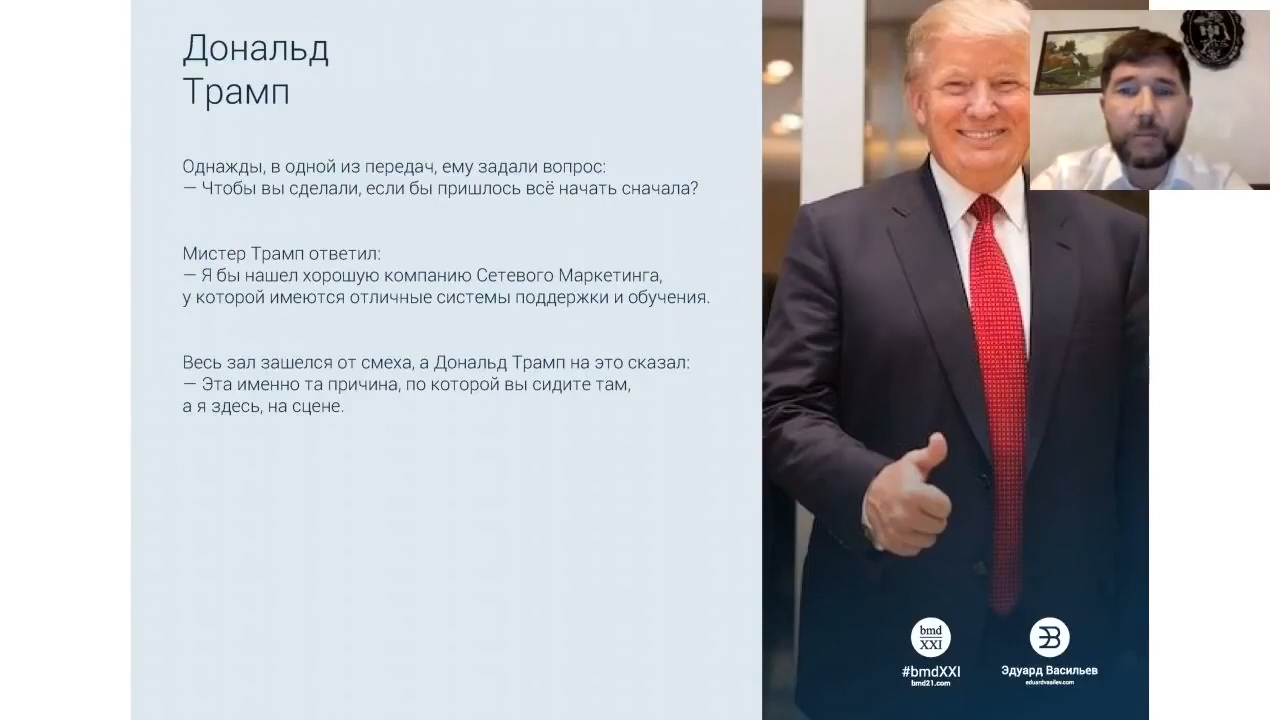 Дональд
Трамп
Однажды, в одной из передач, ему задали вопрос:
— Чтобы вы сделали, если бы пришлось всё начать сначала?
Мистер Трамп ответил:
— Я бы нашел хорошую компанию Сетевого Маркетинга,
у которой имеются отличные системы поддержки и обучения.
Весь зал зашелся от смеха, а Дональд Трамп на это сказал:
— Эта именно та причина, по которой вы сидите там,
а я здесь, на сцене.
bmd
XXI
#bmdXXI
bmd21.com
Эдуард Васильев
eduardvasilev.com